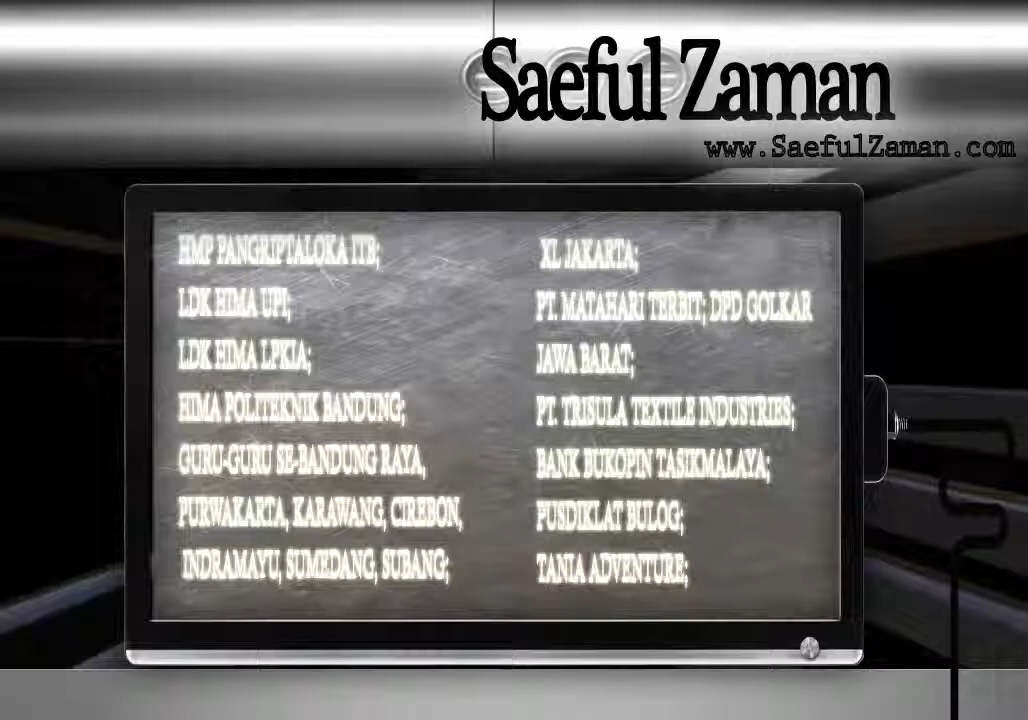 Saeful Zaman
www.SaefulZaman.com
HMP PANGRIPTALOKA ITB;
LDK HIMA UPI;
LDK HIMA LPKIA;
HIMA POLITEKNIK BANDUNG;
GURU-GURU SE-BANDUNG RAYA,
PURWAKARTA, KARAWANG, CIREBON,
INDRAMAYU, SUMEDANG, SUBANG;
XL JAKARTA;
PT. MATAHARI TERBIT; DPD GOLKAR
JAWA BARAT;
PT. TRISULA TEXTILE INDUSTRIES;
BANK BUKOPIN TASIKMALAYA;
PUSDIKLAT BULOG;
TANIA ADVENTURE;